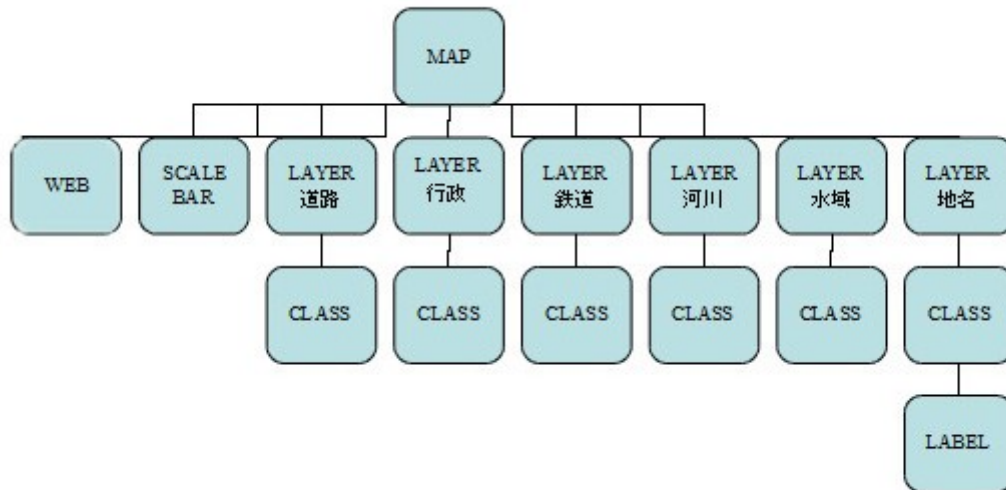 MAP
WEB
SCALE
BAR
LAYER
道路
LAYER
行政
LAYER
鉄道
LAYER
河川
LAYER
水域
LAYER
地名
CLASS
CLASS
CLASS
CLASS
CLASS
CLASS
LABEL